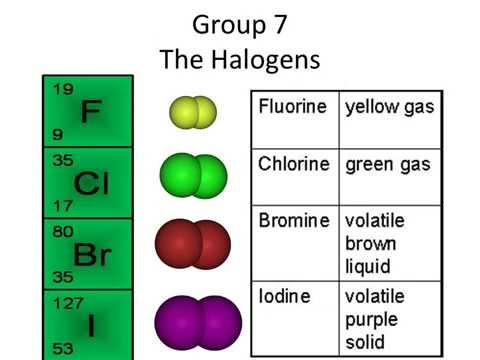 Group 7
The Halogens
19
F
9
35
Cl
17
80
Br
35
127
I
53
Fluorine yellow gas
Chlorine green gas
Bromine volatile
brown
liquid
Iodine volatile
purple
solid